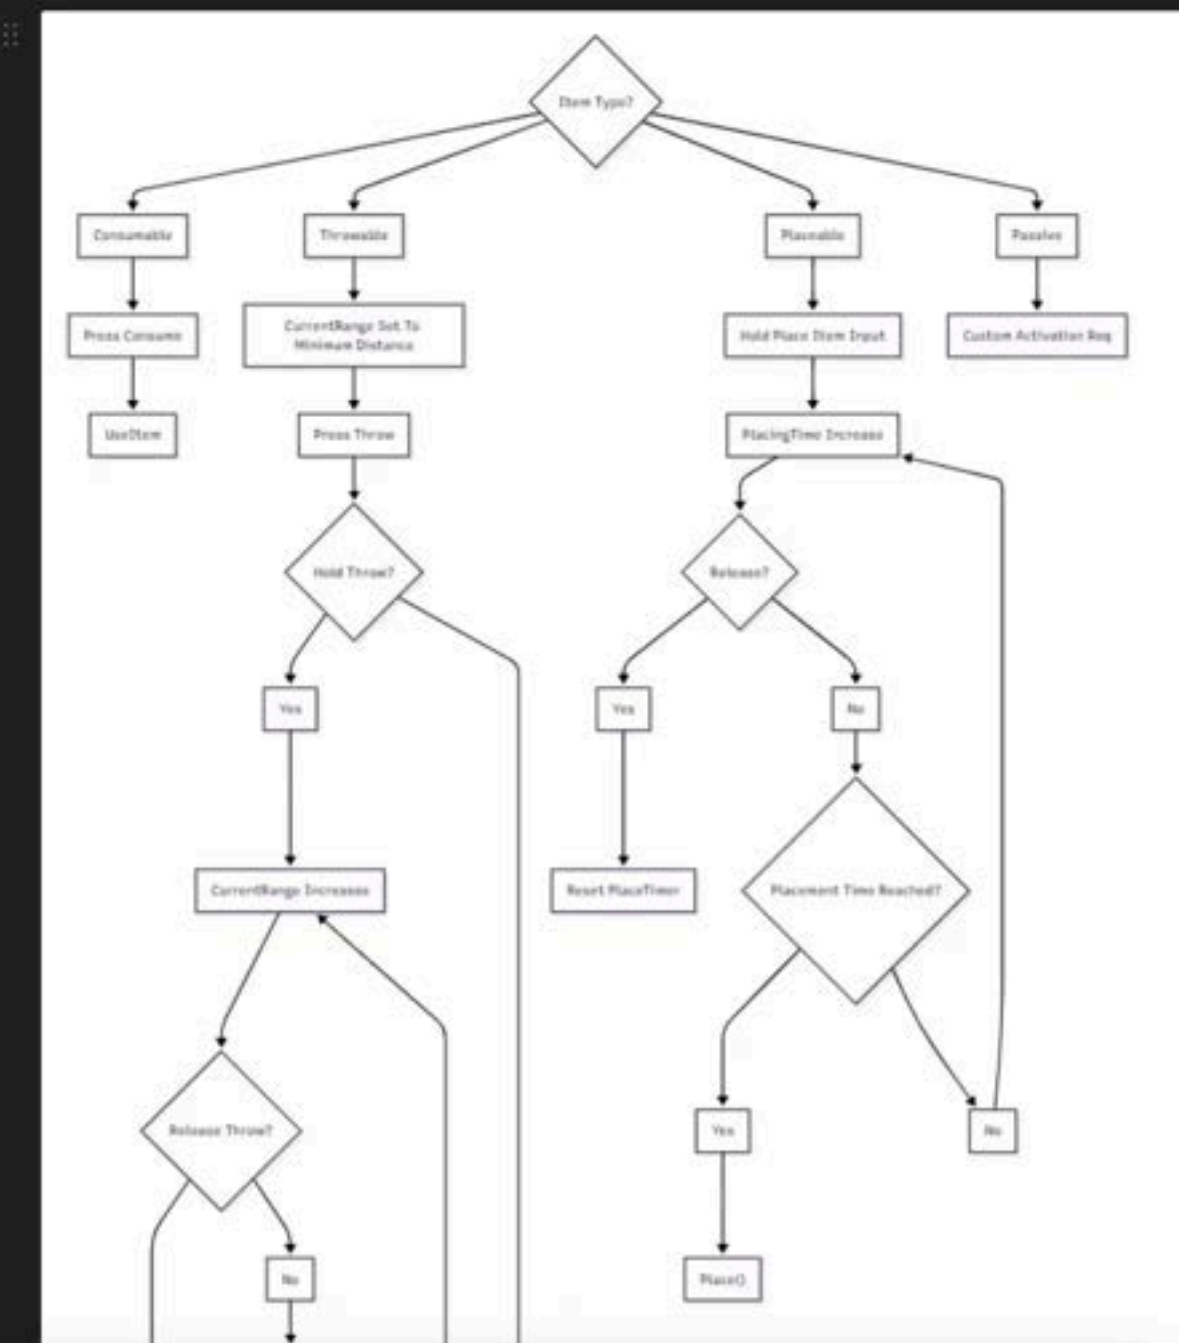 Item Type?
Consumable
Throwable
Placeable
Passive
Press Consume
CurrentRange Set To
Minimum Distance
Hold Place Item Input
Custom Activation Req
UseItem
Press Throw
PlacingTime Increase
Hold Throw?
Release?
Yes
Yes
No
CurrentRange Increases
Reset PlaceTimer
Placement Time Reached?
Release Throw?
Yes
No
No
Place()